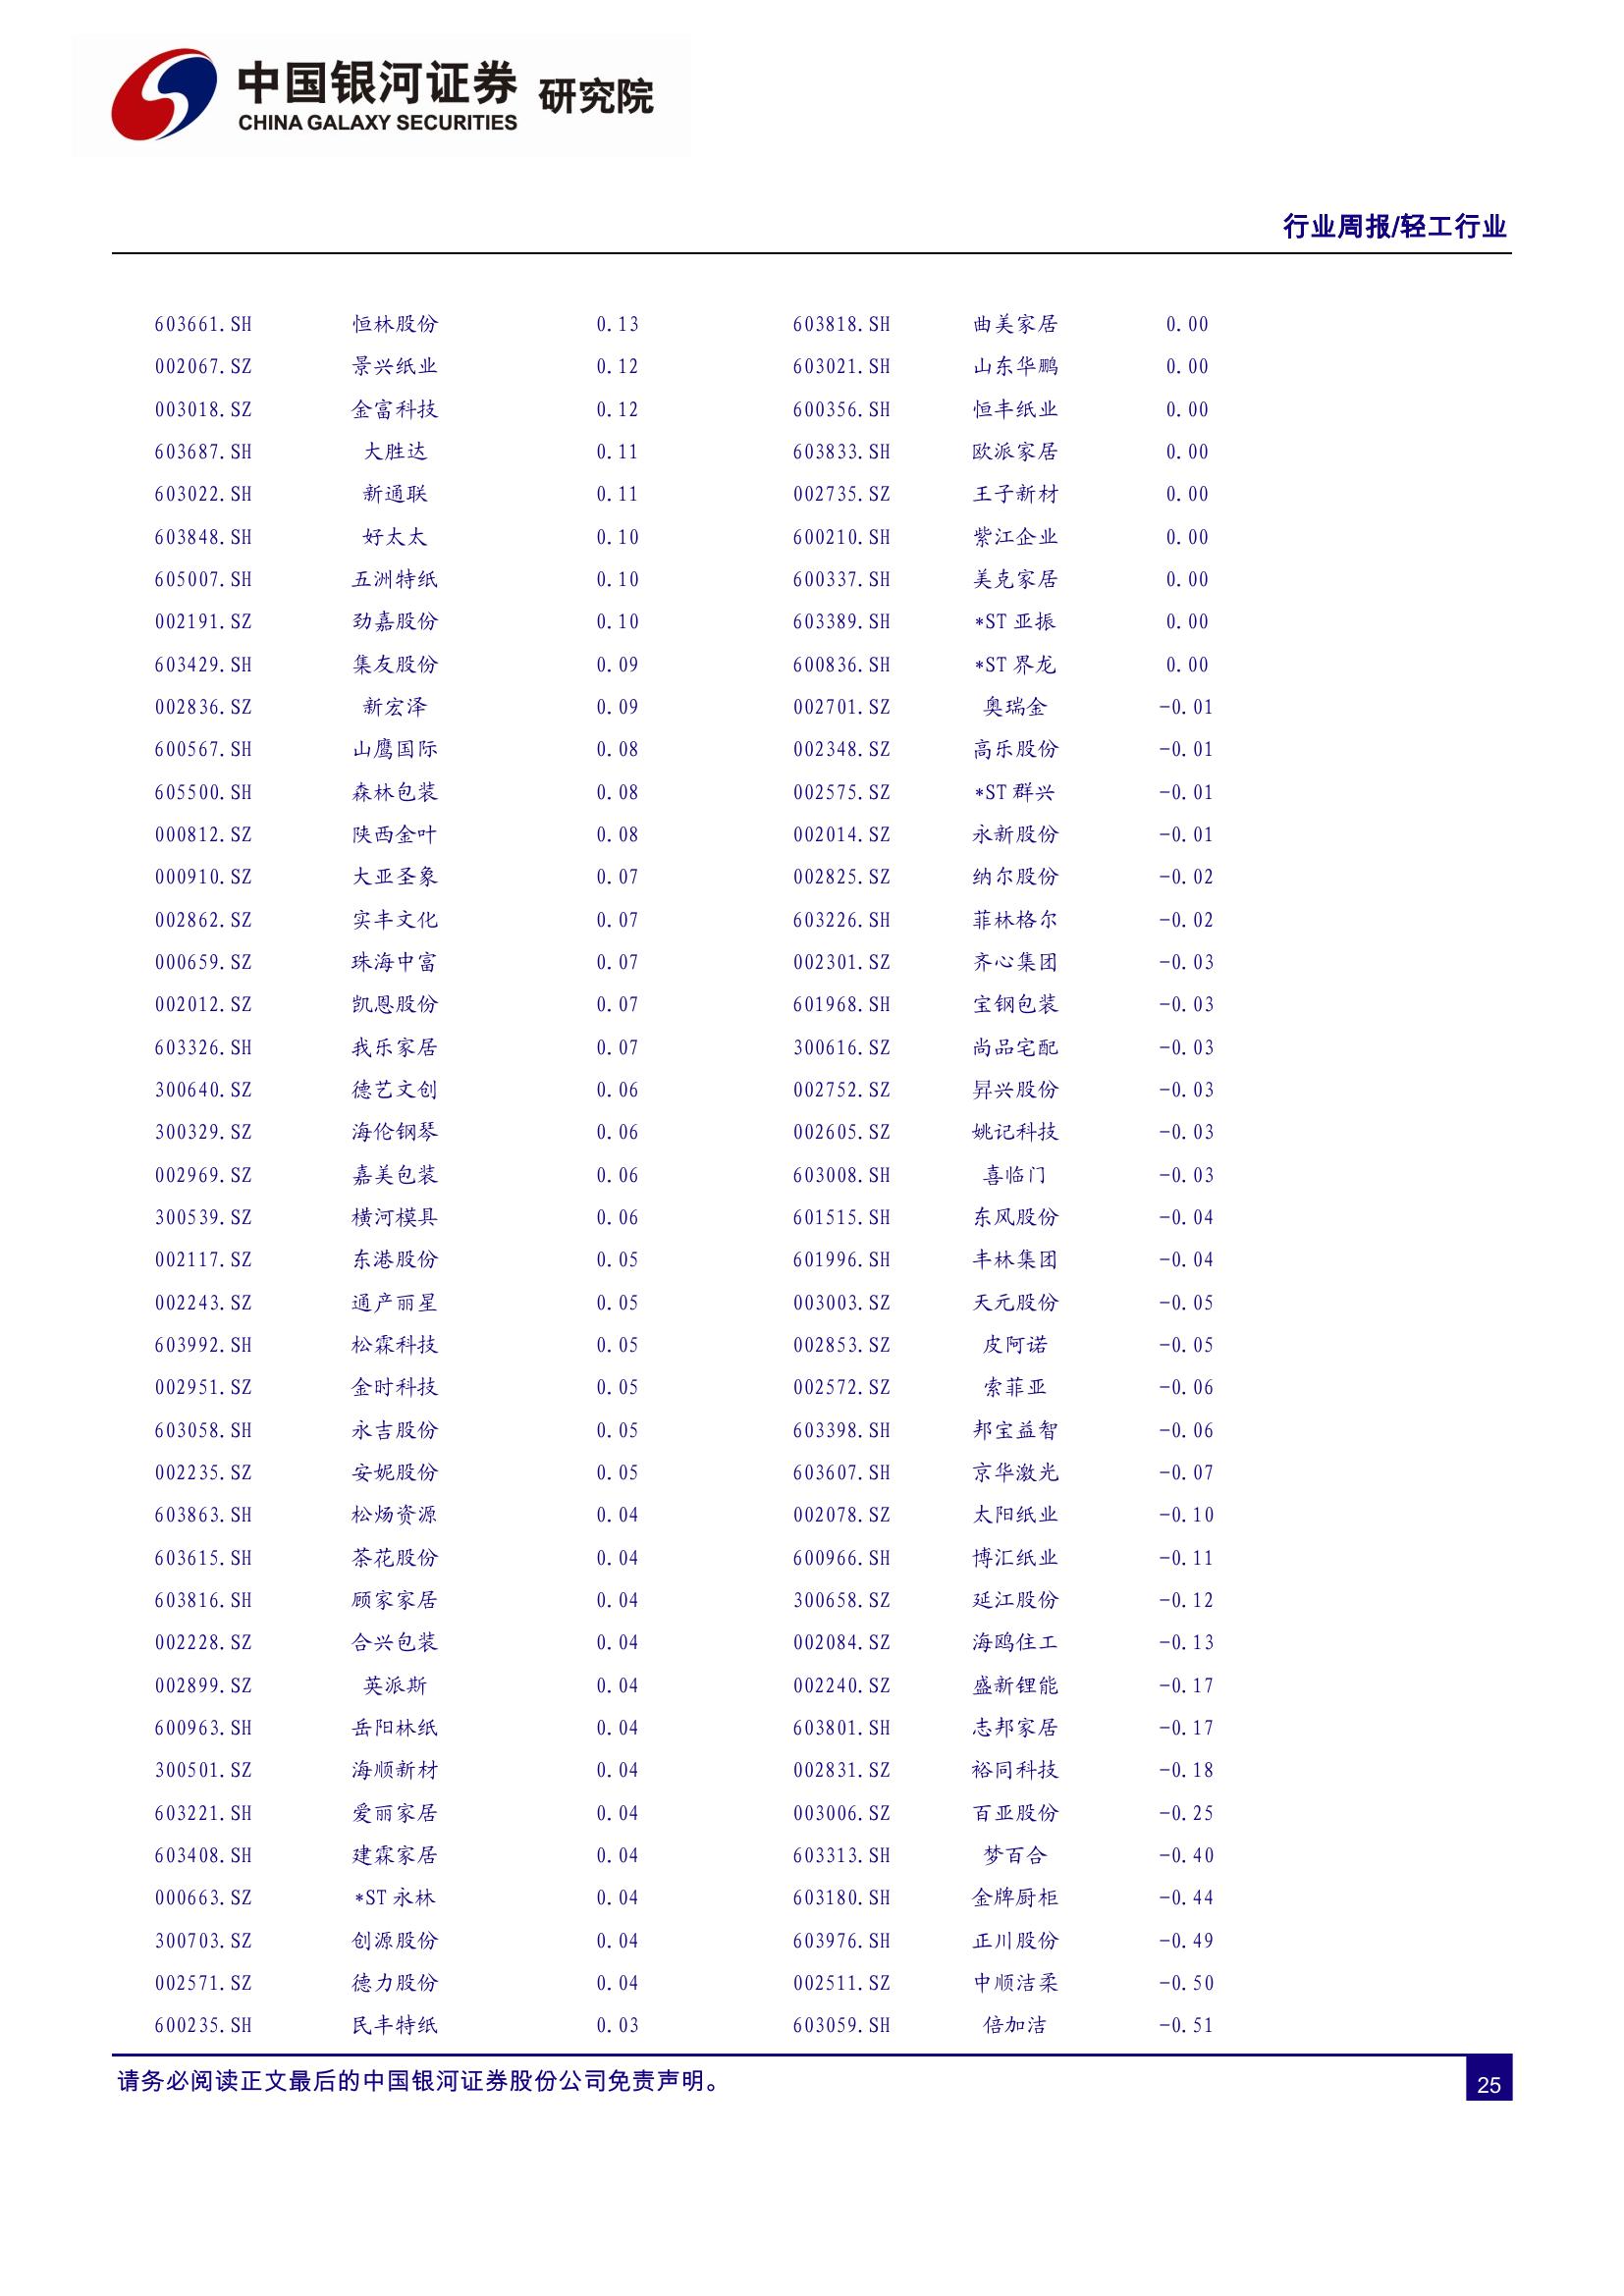 中国银河证券 研究院
CHINA GALAXY SECURITIES
行业周报/轻工行业
603661.SH 恒林股份 0.13 603818.SH 曲美家居 0.00
002067.SZ 景兴纸业 0.12 603021.SH 山东华鹏 0.00
003018.SZ 金富科技 0.12 600356.SH 恒丰纸业 0.00
603687.SH 大胜达 0.11 603833.SH 欧派家居 0.00
603022.SH 新通联 0.11 002735.SZ 王子新材 0.00
603848.SH 好太太 0.10 600210.SH 紫江企业 0.00
605007.SH 五洲特纸 0.10 600337.SH 美克家居 0.00
002191.SZ 劲嘉股份 0.10 603389.SH *ST 亚振 0.00
603429.SH 集友股份 0.09 600836.SH *ST 界龙 0.00
002836.SZ 新宏泽 0.09 002701.SZ 奥瑞金 -0.01
600567.SH 山鹰国际 0.08 002348.SZ 高乐股份 -0.01
605500.SH 森林包装 0.08 002575.SZ *ST 群兴 -0.01
000812.SZ 陕西金叶 0.08 002014.SZ 永新股份 -0.01
000910.SZ 大亚圣象 0.07 002825.SZ 纳尔股份 -0.02
002862.SZ 实丰文化 0.07 603226.SH 菲林格尔 -0.02
000659.SZ 珠海中富 0.07 002301.SZ 齐心集团 -0.03
002012.SZ 凯恩股份 0.07 601968.SH 宝钢包装 -0.03
603326.SH 我乐家居 0.07 300616.SZ 尚品宅配 -0.03
300640.SZ 德艺文创 0.06 002752.SZ 昇兴股份 -0.03
300329.SZ 海伦钢琴 0.06 002605.SZ 姚记科技 -0.03
002969.SZ 嘉美包装 0.06 603008.SH 喜临门 -0.03
300539.SZ 横河模具 0.06 601515.SH 东风股份 -0.04
002117.SZ 东港股份 0.05 601996.SH 丰林集团 -0.04
002243.SZ 通产丽星 0.05 003003.SZ 天元股份 -0.05
603992.SH 松霖科技 0.05 002853.SZ 皮阿诺 -0.05
002951.SZ 金时科技 0.05 002572.SZ 索菲亚 -0.06
603058.SH 永吉股份 0.05 603398.SH 邦宝益智 -0.06
002235.SZ 安妮股份 0.05 603607.SH 京华激光 -0.07
603863.SH 松炀资源 0.04 002078.SZ 太阳纸业 -0.10
603615.SH 茶花股份 0.04 600966.SH 博汇纸业 -0.11
603816.SH 顾家家居 0.04 300658.SZ 延江股份 -0.12
002228.SZ 合兴包装 0.04 002084.SZ 海鸥住工 -0.13
002899.SZ 英派斯 0.04 002240.SZ 盛新锂能 -0.17
600963.SH 岳阳林纸 0.04 603801.SH 志邦家居 -0.17
300501.SZ 海顺新材 0.04 002831.SZ 裕同科技 -0.18
603221.SH 爱丽家居 0.04 003006.SZ 百亚股份 -0.25
603408.SH 建霖家居 0.04 603313.SH 梦百合 -0.40
000663.SZ *ST 永林 0.04 603180.SH 金牌厨柜 -0.44
300703.SZ 创源股份 0.04 603976.SH 正川股份 -0.49
002571.SZ 德力股份 0.04 002511.SZ 中顺洁柔 -0.50
600235.SH 民丰特纸 0.03 603059.SH 倍加洁 -0.51
请务必阅读正文最后的中国银河证券股份公司免责声明。 25